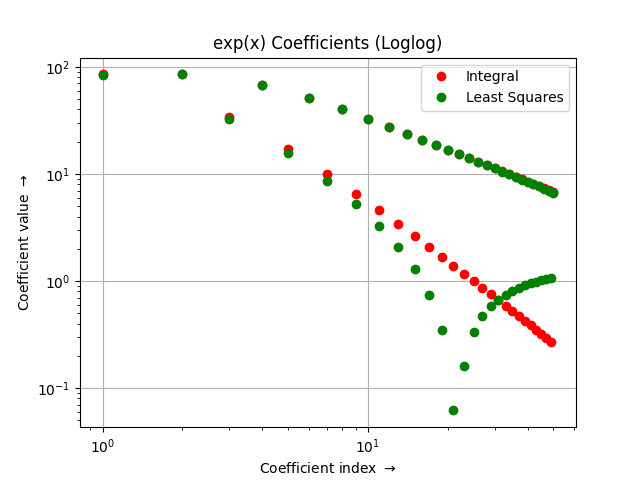 exp(x) Coefficients (Loglog)
Integral
Least Squares
10²
10¹
10⁰
10⁻¹
Coefficient value →
10⁰
10¹
Coefficient index →